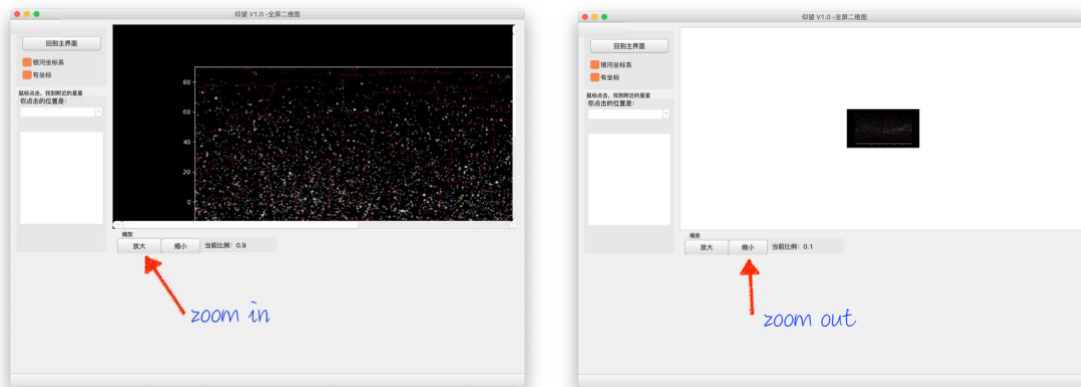 仰望 V1.0 -全屏二维图
回到主界面
银河坐标系
有坐标
鼠标点击，找到附近的星星
你点击的位置是：
80
60
40
20
0
缩放
放大
缩小
当前比例：0.9
zoom in
仰望 V1.0 -全屏二维图
回到主界面
银河坐标系
有坐标
鼠标点击，找到附近的星星
你点击的位置是：
缩放
放大
缩小
当前比例：0.1
zoom out